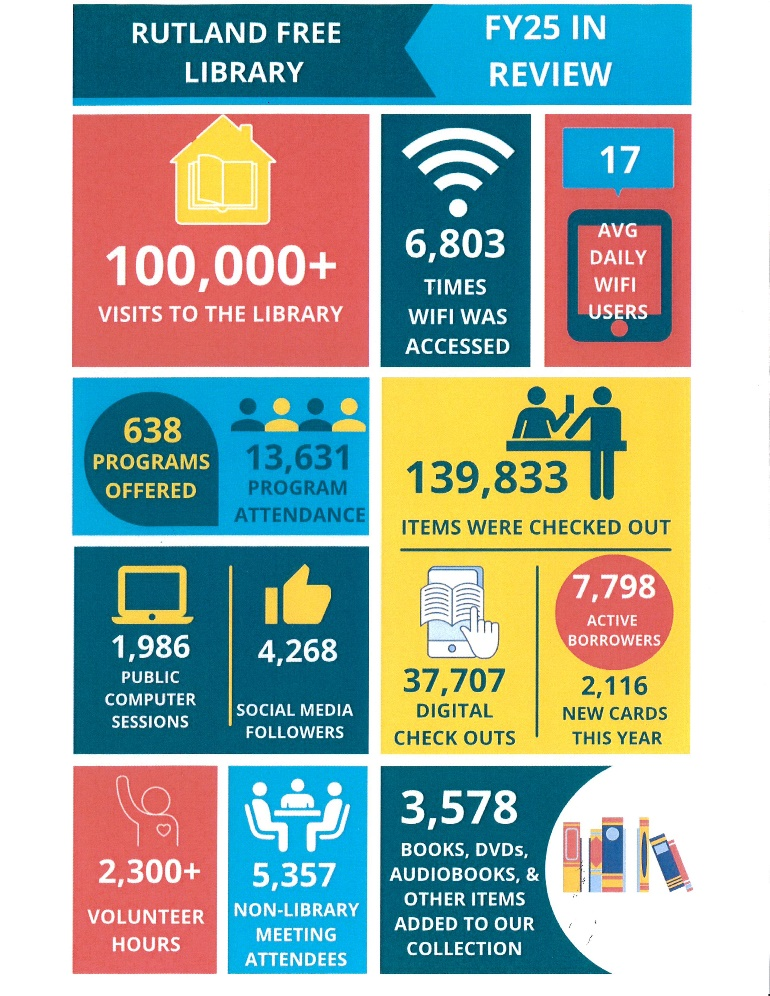 RUTLAND FREE
LIBRARY
FY25 IN
REVIEW
100,000+
VISITS TO THE LIBRARY
6,803
TIMES
WIFI WAS
ACCESSED
17
AVG
DAILY
WIFI
USERS
638
PROGRAMS
OFFERED
13,631
PROGRAM
ATTENDANCE
139,833
ITEMS WERE CHECKED OUT
1,986
PUBLIC
COMPUTER
SESSIONS
4,268
SOCIAL MEDIA
FOLLOWERS
37,707
DIGITAL
CHECK OUTS
7,798
ACTIVE
BORROWERS
2,116
NEW CARDS
THIS YEAR
2,300+
VOLUNTEER
HOURS
5,357
NON-LIBRARY
MEETING
ATTENDEES
3,578
BOOKS, DVDs,
AUDIOBOOKS, &
OTHER ITEMS
ADDED TO OUR
COLLECTION